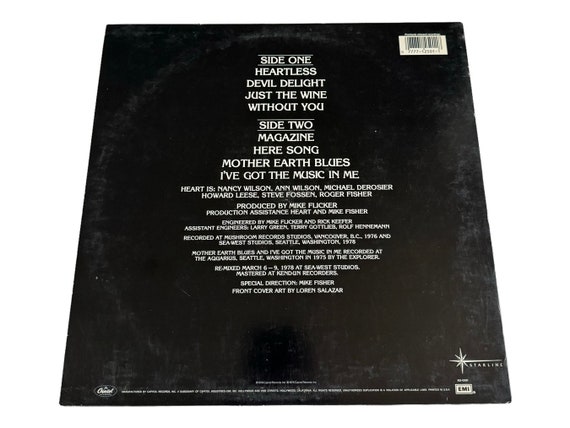 SIDE ONE
HEARTLESS
DEVIL DELIGHT
JUST THE WINE
WITHOUT YOU
SIDE TWO
MAGAZINE
HERE SONG
MOTHER EARTH BLUES
I'VE GOT THE MUSIC IN ME
HEART IS: NANCY WILSON, ANN WILSON, MICHAEL DEROSIER
HOWARD LEESE, STEVE FOSSEN, ROGER FISHER
PRODUCED BY MIKE FLICKER
PRODUCTION ASSISTANCE HEART AND MIKE FISHER
ENGINEERED BY MIKE FLICKER AND RICK KEEFER
ASSISTANT ENGINEERS: LARRY GREEN, TERRY GOTTLIEB, ROLF HENNEMANN
RECORDED AT MUSHROOM RECORDS STUDIOS, VANCOUVER, B.C., 1976 AND
SEA-WEST STUDIOS, SEATTLE, WASHINGTON, 1978
MOTHER EARTH BLUES AND I'VE GOT THE MUSIC IN ME RECORDED AT
THE AQUARIUS, SEATTLE, WASHINGTON IN 1975 BY THE EXPLORER.
RE-MIXED MARCH 6 – 9, 1978 AT SEA-WEST STUDIOS.
MASTERED AT KENDUN RECORDERS.
SPECIAL DIRECTION: MIKE FISHER
FRONT COVER ART BY LOREN SALAZAR
STARLINE
Capitol
EMI